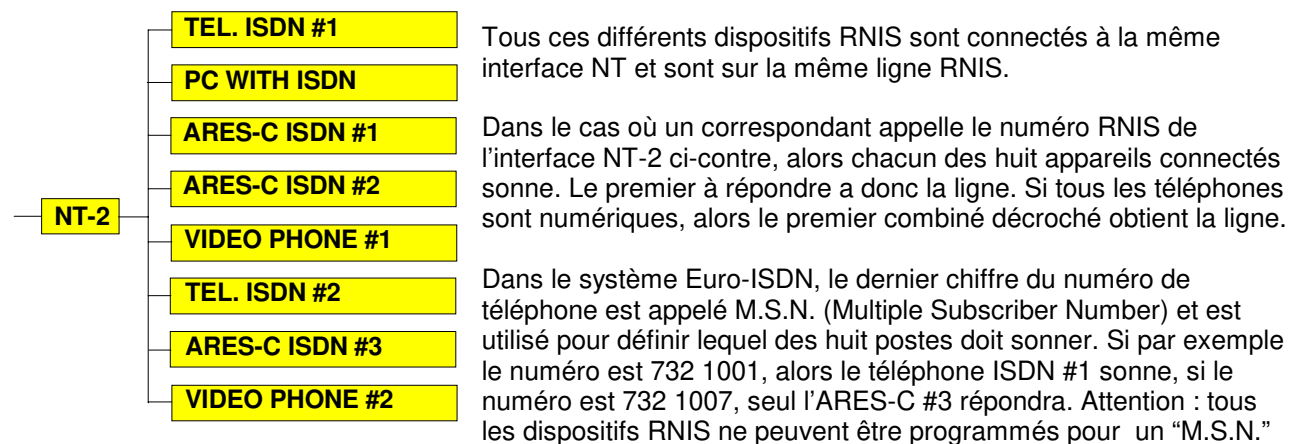 TEL. ISDN #1
PC WITH ISDN
ARES-C ISDN #1
ARES-C ISDN #2
NT-2
VIDEO PHONE #1
TEL. ISDN #2
ARES-C ISDN #3
VIDEO PHONE #2
Tous ces différents dispositifs RNIS sont connectés à la même
interface NT et sont sur la même ligne RNIS.
Dans le cas où un correspondant appelle le numéro RNIS de
l'interface NT-2 ci-contre, alors chacun des huit appareils connectés
sonne. Le premier à répondre a donc la ligne. Si tous les téléphones
sont numériques, alors le premier combiné décroché obtient la ligne.
Dans le système Euro-ISDN, le dernier chiffre du numéro de
téléphone est appelé M.S.N. (Multiple Subscriber Number) et est
utilisé pour définir lequel des huit postes doit sonner. Si par exemple
le numéro est 732 1001, alors le téléphone ISDN #1 sonne, si le
numéro est 732 1007, seul l'ARES-C #3 répondra. Attention : tous
les dispositifs RNIS ne peuvent être programmés pour un “M.S.N.”